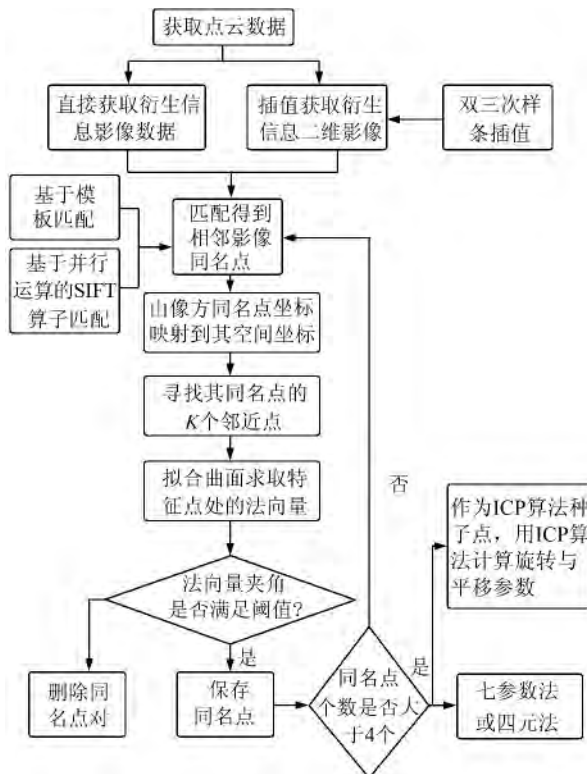 获取点云数据
直接获取衍生信
息影像数据
插值获取衍生
信息二维影像
双三次样
条插值
基于模
板匹配
基于并行
运算的SIFT
算子匹配
匹配得到
相邻影像
同名点
由像方同名点坐标
映射到其空间坐标
寻找其同名点的
K个邻近点
拟合曲面求取特
征点处的法向量
法向量夹角
是否满足阈值?
是
删除同
名点对
保存
同名点
同名点
个数是否大
于4个
否
是
作为ICP算法种
子点，用ICP算
法计算旋转与
平移参数
七参数法
或四元法